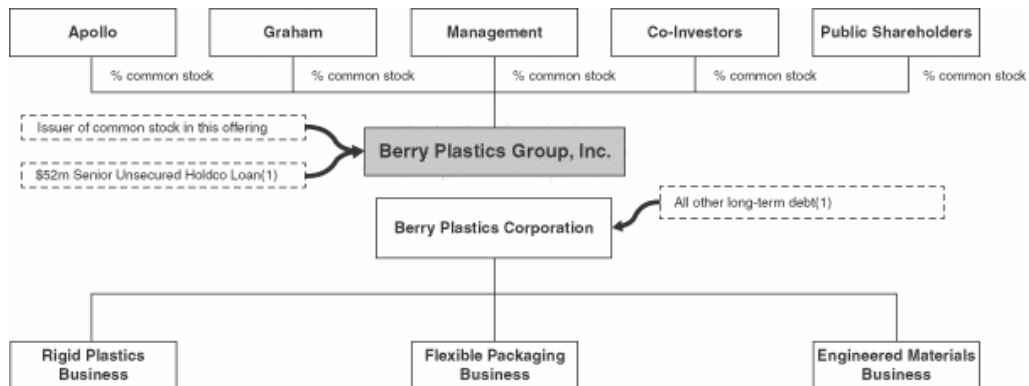 Apollo
Graham
Management
Co-Investors
Public Shareholders
% common stock
% common stock
% common stock
% common stock
% common stock
Issuer of common stock in this offering
Berry Plastics Group, Inc.
$52m Senior Unsecured Holdco Loan(1)
All other long-term debt(1)
Berry Plastics Corporation
Rigid Plastics
Business
Flexible Packaging
Business
Engineered Materials
Business